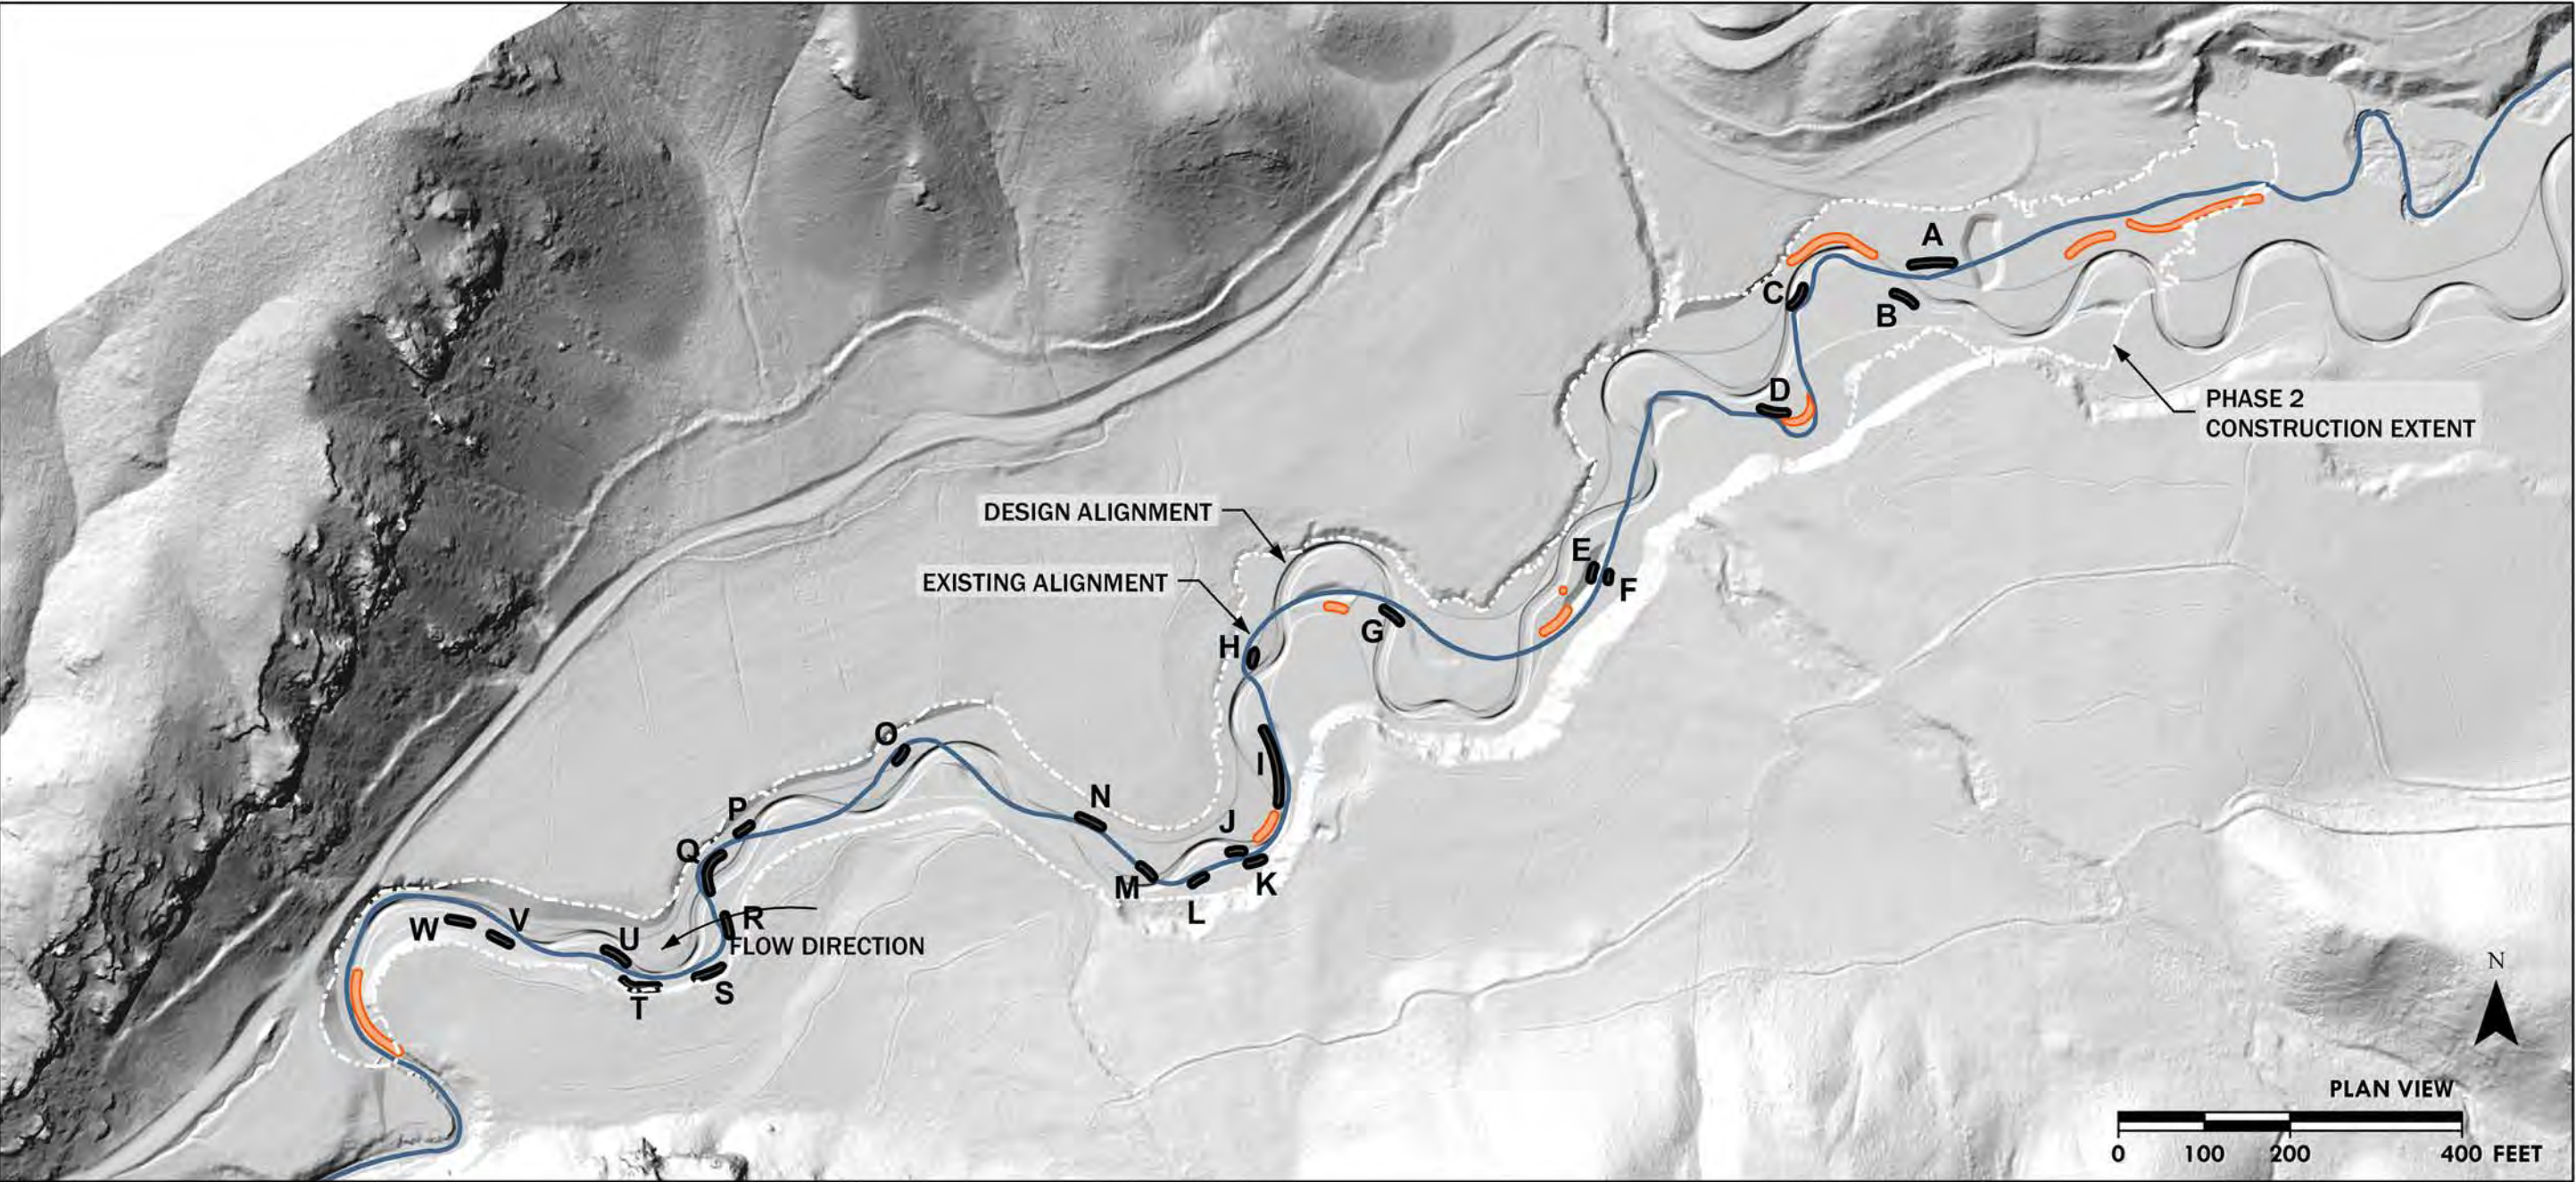 A
B
C
D
PHASE 2
CONSTRUCTION EXTENT
DESIGN ALIGNMENT
EXISTING ALIGNMENT
E
F
G
H
I
J
K
L
M
N
O
P
Q
R
FLOW DIRECTION
S
T
U
V
W
N
PLAN VIEW
0 100 200 400 FEET